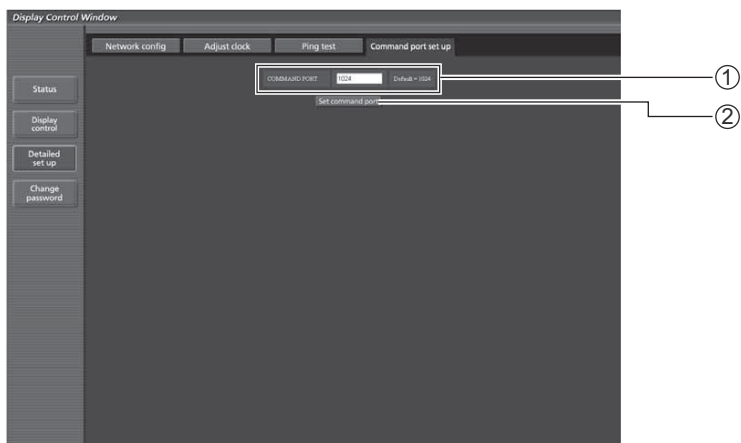 Display Control Window
Network config Adjust clock Ping test Command port set up
COMMAND PORT 1024 Default = 1024 ①
Set command port ②
Status
Display
control
Detailed
set up
Change
password